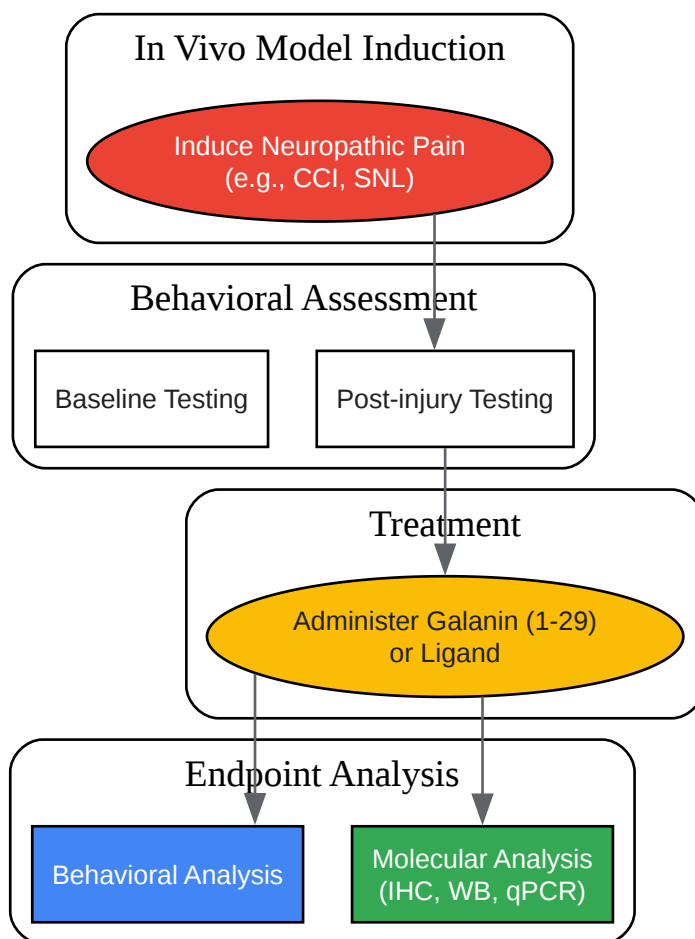 In Vivo Model Induction
Induce Neuropathic Pain
(e.g., CCI, SNL)
Behavioral Assessment
Baseline Testing
Post-injury Testing
Treatment
Administer Galanin (1-29)
or Ligand
Endpoint Analysis
Behavioral Analysis
Molecular Analysis
(IHC, WB, qPCR)